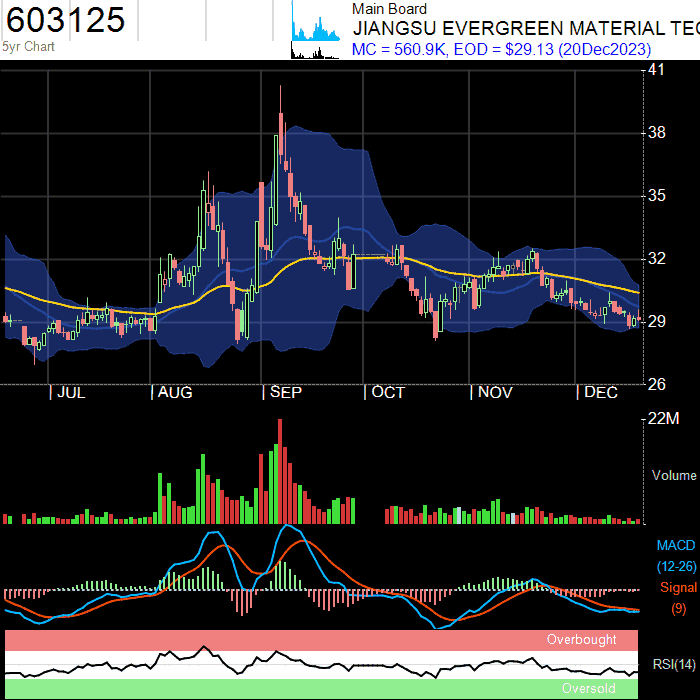 603125
5yr Chart
Main Board
JIANGSU EVERGREEN MATERIAL TEC
MC = 560.9K, EOD = $29.13 (20Dec2023)
41
38
35
32
29
26
JUL AUG SEP OCT NOV DEC
22M
Volume
MACD
(12-26)
Signal
(9)
Overbought
RSI(14)
Oversold